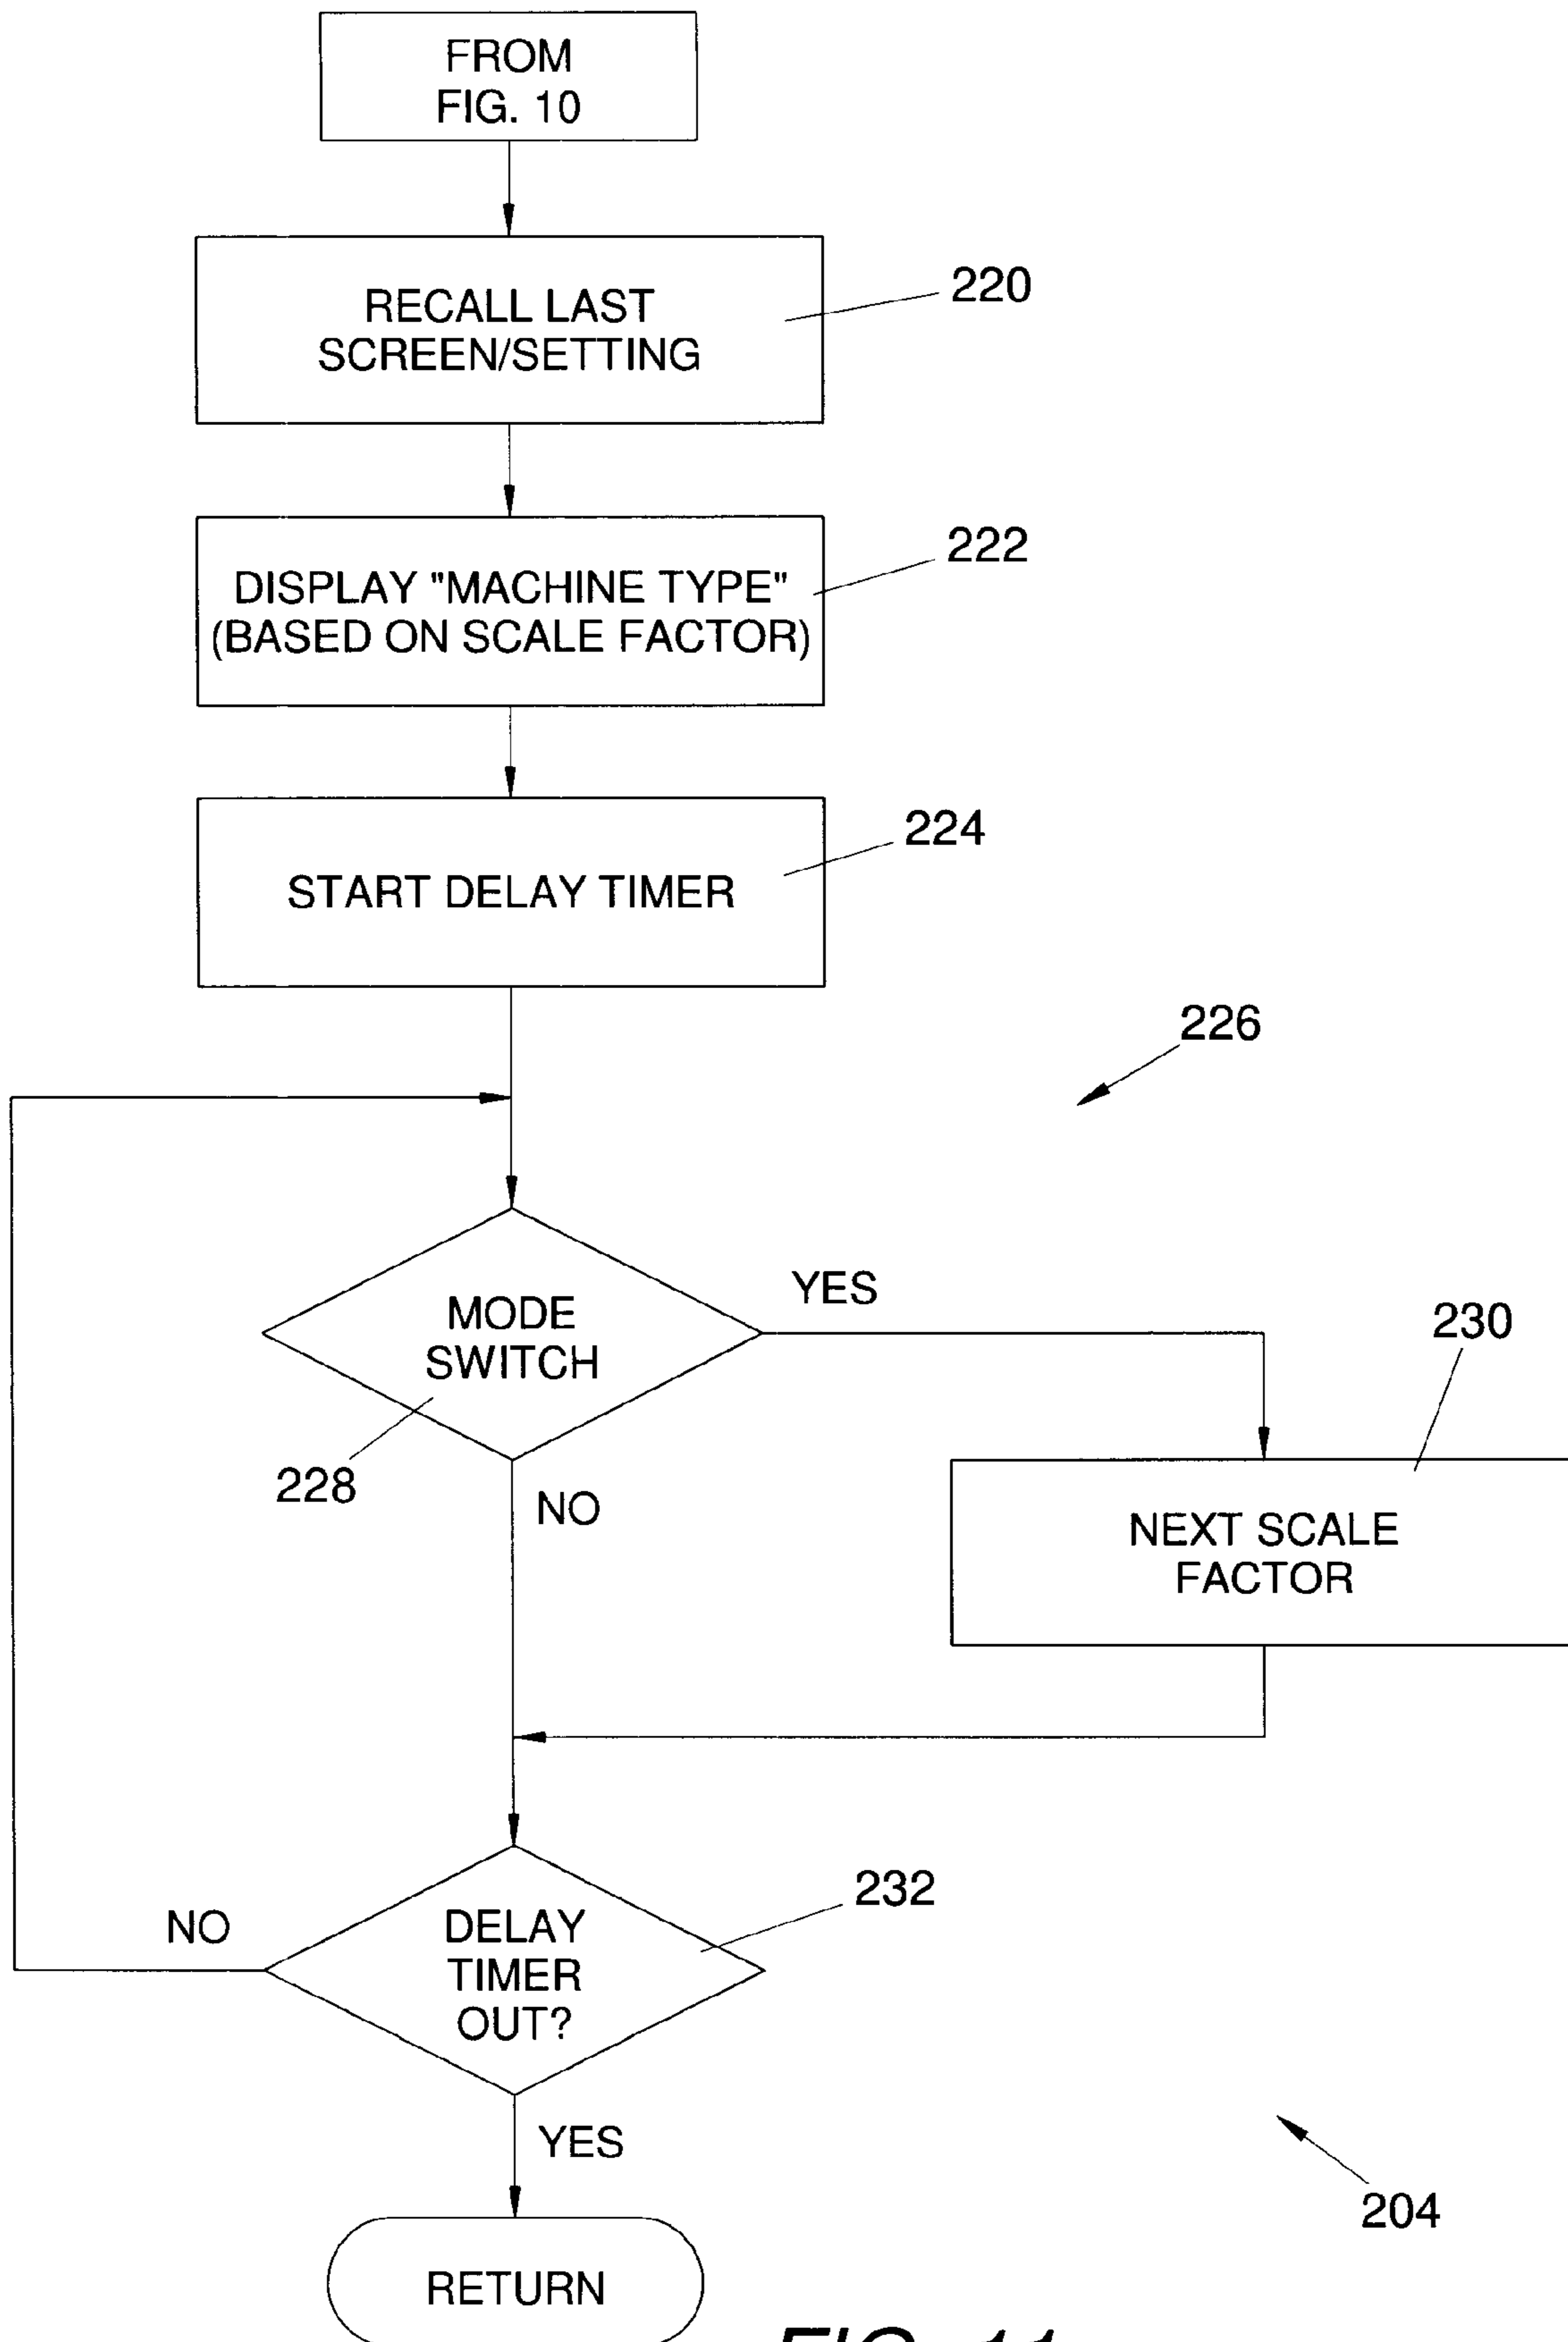 FROM
FIG. 10
RECALL LAST
SCREEN/SETTING
220
DISPLAY "MACHINE TYPE"
(BASED ON SCALE FACTOR)
222
START DELAY TIMER
224
226
MODE
SWITCH
YES
228
NO
230
NEXT SCALE
FACTOR
DELAY
TIMER
OUT?
232
NO
YES
204
RETURN
FIG. 11